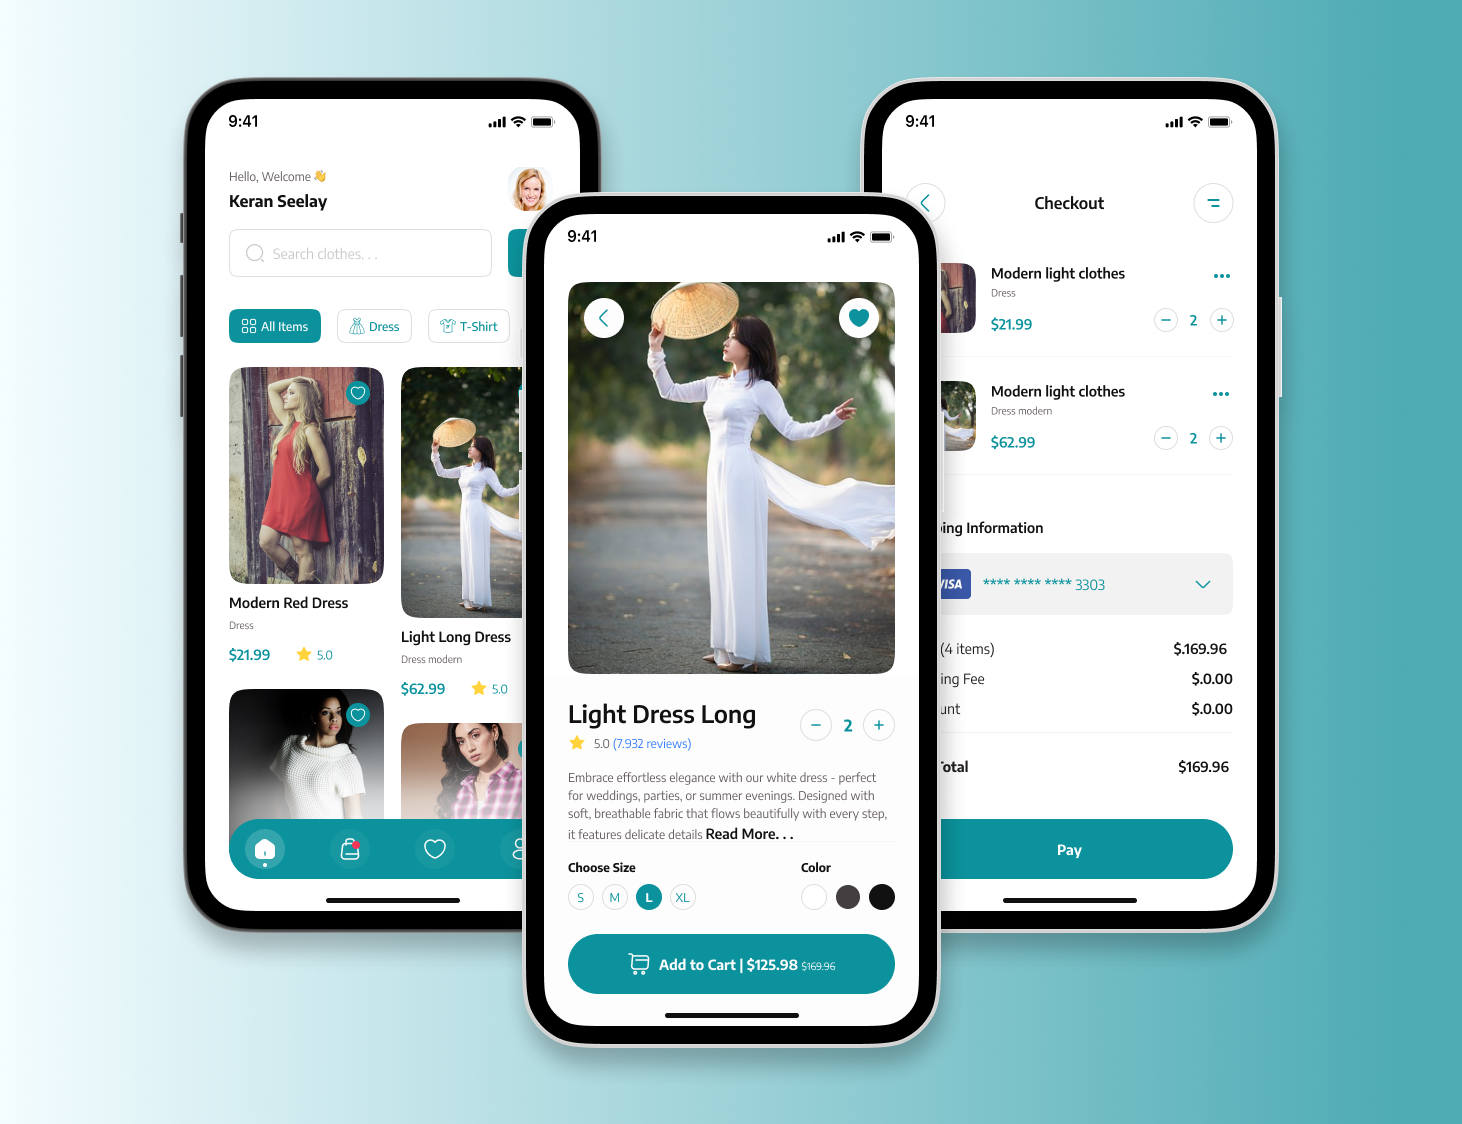 9:41
Hello, Welcome 👋
Keran Seelay
Search clothes. . .
All Items
Dress
T-Shirt
Modern Red Dress
Dress
$21.99
5.0
Light Long Dress
Dress modern
$62.99
5.0
9:41
Light Dress Long
2
5.0 (7.932 reviews)
Embrace effortless elegance with our white dress - perfect
for weddings, parties, or summer evenings. Designed with
soft, breathable fabric that flows beautifully with every step,
it features delicate details Read More. . .
Choose Size
Color
S M L XL
Add to Cart | $125.98 $169.96
9:41
Checkout
Modern light clothes
Dress
$21.99
2
Modern light clothes
Dress modern
$62.99
2
ing Information
VISA **** **** **** 3303
(4 items) $.169.96
ing Fee $.0.00
unt $.0.00
Total $169.96
Pay